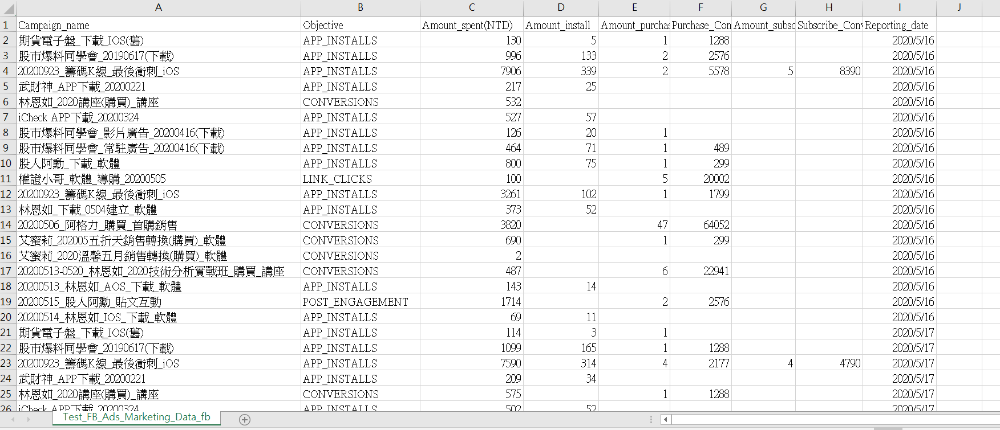 A B C D E F G H I J
1 Campaign_name Objective Amount_spent(NTD) Amount_install Amount_purchas Purchase_Con Amount_subsc Subscribe_Conv Reporting_date
2 期貨電子盤_下載_IOS(舊) APP_INSTALLS 130 5 1 1288 2020/5/16
3 股市爆料同學會_20190617(下載) APP_INSTALLS 996 133 2 2576 2020/5/16
4 20200923_籌碼K線_最後衝刺_iOS APP_INSTALLS 7906 339 2 5578 5 8390 2020/5/16
5 武財神_APP下載_20200221 APP_INSTALLS 217 25 2020/5/16
6 林恩如_2020講座(購買)_講座 CONVERSIONS 532 2020/5/16
7 iCheck APP下載_20200324 APP_INSTALLS 527 57 2020/5/16
8 股市爆料同學會_影片廣告_20200416(下載) APP_INSTALLS 126 20 1 2020/5/16
9 股市爆料同學會_常駐廣告_20200416(下載) APP_INSTALLS 464 71 1 489 2020/5/16
10 股人阿勳_下載_軟體 APP_INSTALLS 800 75 1 299 2020/5/16
11 權證小哥_軟體_導購_20200505 LINK_CLICKS 100 5 20002 2020/5/16
12 20200923_籌碼K線_最後衝刺_iOS APP_INSTALLS 3261 102 1 1799 2020/5/16
13 林恩如_下載_0504建立_軟體 APP_INSTALLS 373 52 2020/5/16
14 20200506_阿格力_購買_首購銷售 CONVERSIONS 3820 47 64052 2020/5/16
15 艾蜜莉_202005五折天銷售轉換(購買)_軟體 CONVERSIONS 690 1 299 2020/5/16
16 艾蜜莉_2020溫馨五月銷售轉換(購買)_軟體 CONVERSIONS 2 2020/5/16
17 20200513-0520_林恩如_2020技術分析實戰班_購買_講座 CONVERSIONS 487 6 22941 2020/5/16
18 20200513_林恩如_AOS_下載_軟體 APP_INSTALLS 143 14 2020/5/16
19 20200515_股人阿勳_貼文互動 POST_ENGAGEMENT 1714 2 2576 2020/5/16
20 20200514_林恩如_IOS_下載_軟體 APP_INSTALLS 69 11 2020/5/16
21 期貨電子盤_下載_IOS(舊) APP_INSTALLS 114 3 1 2020/5/17
22 股市爆料同學會_20190617(下載) APP_INSTALLS 1099 165 1 1288 2020/5/17
23 20200923_籌碼K線_最後衝刺_iOS APP_INSTALLS 7590 314 4 2177 4 4790 2020/5/17
24 武財神_APP下載_20200221 APP_INSTALLS 209 34 2020/5/17
25 林恩如_2020講座(購買)_講座 CONVERSIONS 575 1 1288 2020/5/17
26 iCheck APP下載_20200324 APP_INSTALLS 502 52 2020/5/17
Test_FB_Ads_Marketing_Data_fb